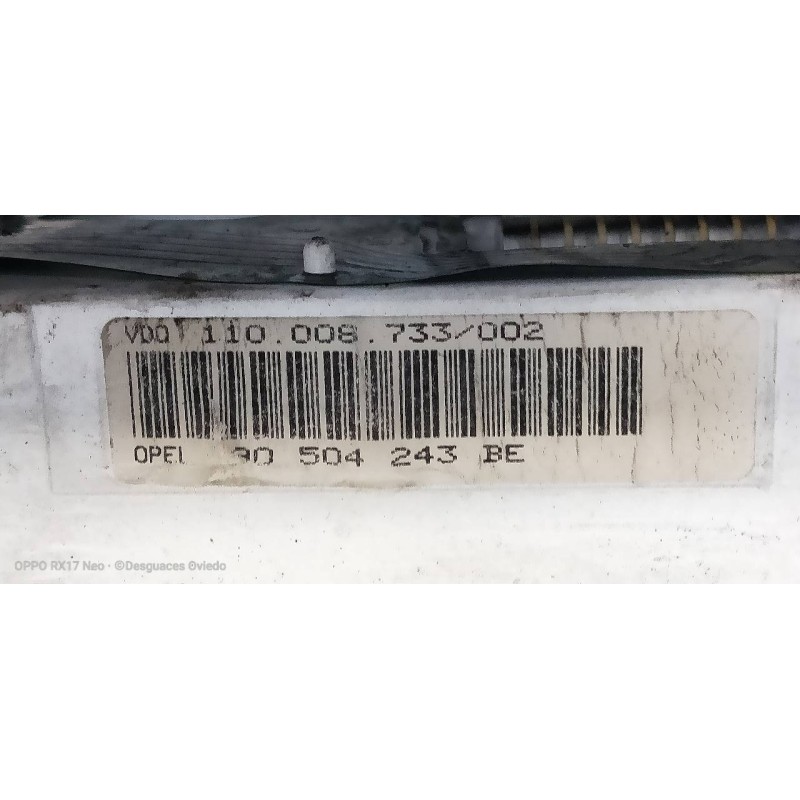 VDO 110.008.733/002
OPEL 90 504 243 BE
OPPO RX17 Neo · ©Desguaces Oviedo